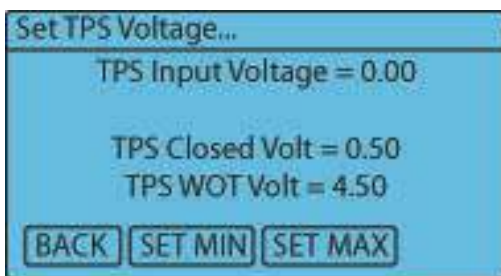 Set TPS Voltage...
TPS Input Voltage = 0.00
TPS Closed Volt = 0.50
TPS WOT Volt = 4.50
BACK SET MIN SET MAX